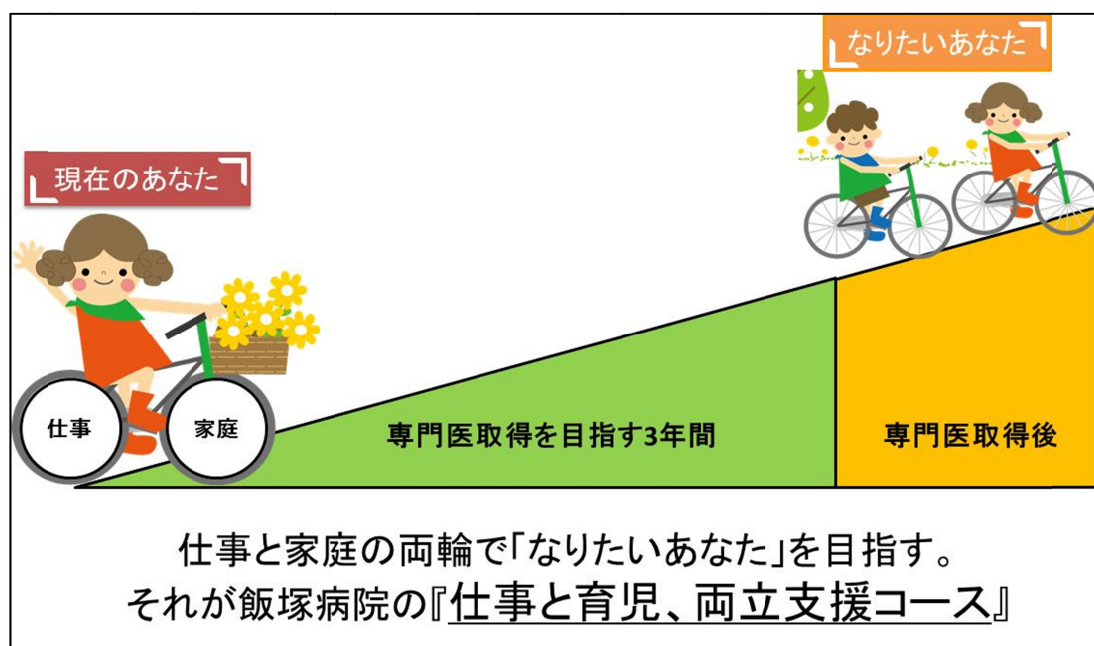 なりたいあなた
現在のあなた
仕事
家庭
専門医取得を目指す3年間
専門医取得後
仕事と家庭の両輪で「なりたいあなた」を目指す。
それが飯塚病院の『仕事と育児、両立支援コース』